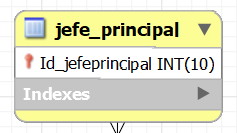 jefe_principal
Id_jefeprincipal INT(10)
Indexes